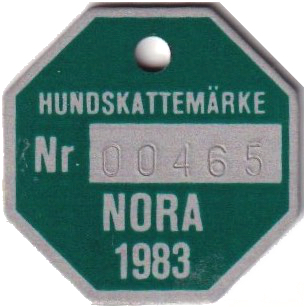 HUNDSKATTEMÄRKE
Nr 00465
NORA
1983